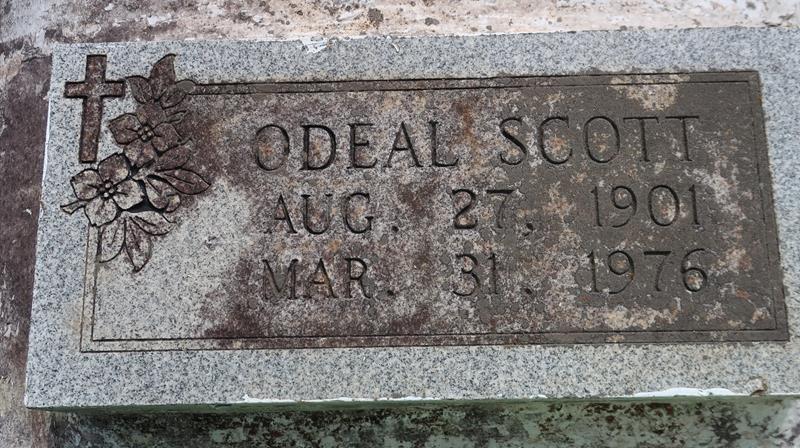 ODEAL SCOTT
AUG. 27, 1901
MAR. 31. 1976